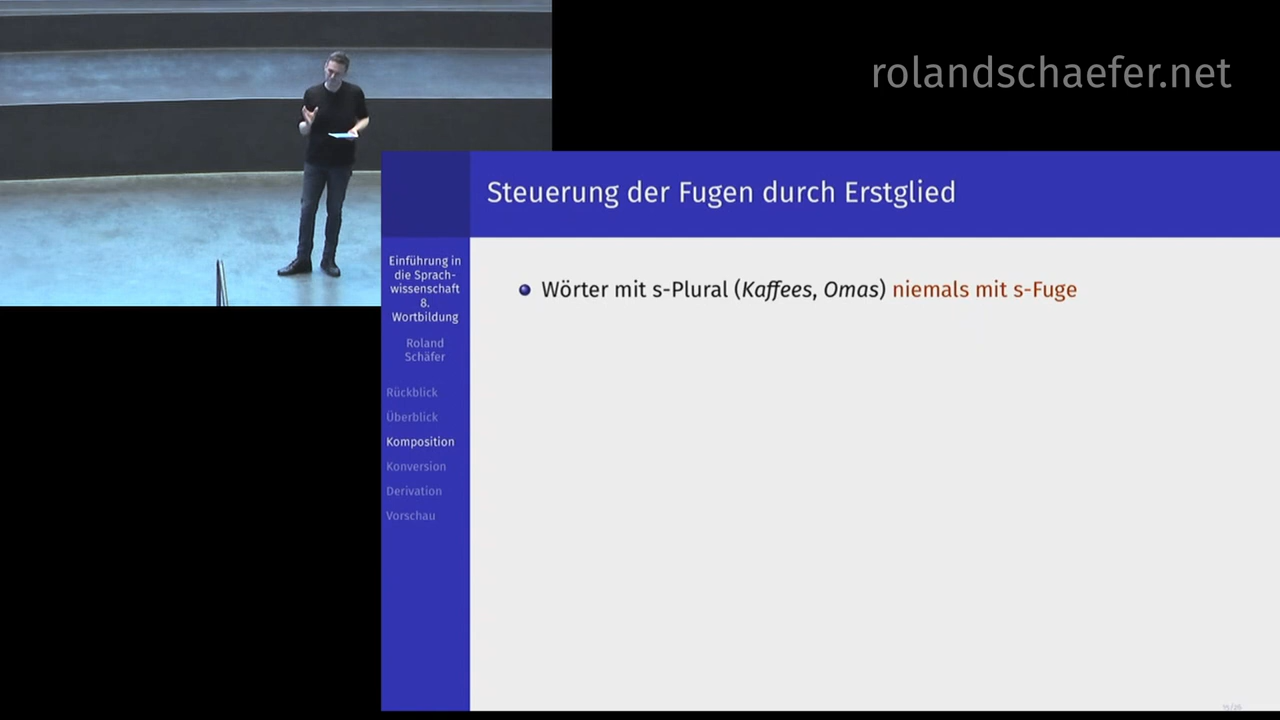 rolandschaefer.net
Steuerung der Fugen durch Erstglied
Einführung in
die Sprach-
wissenschaft
8.
Wortbildung
Roland
Schäfer
Rückblick
Überblick
Komposition
Konversion
Derivation
Vorschau
Wörter mit s-Plural (Kaffees, Omas) niemals mit s-Fuge